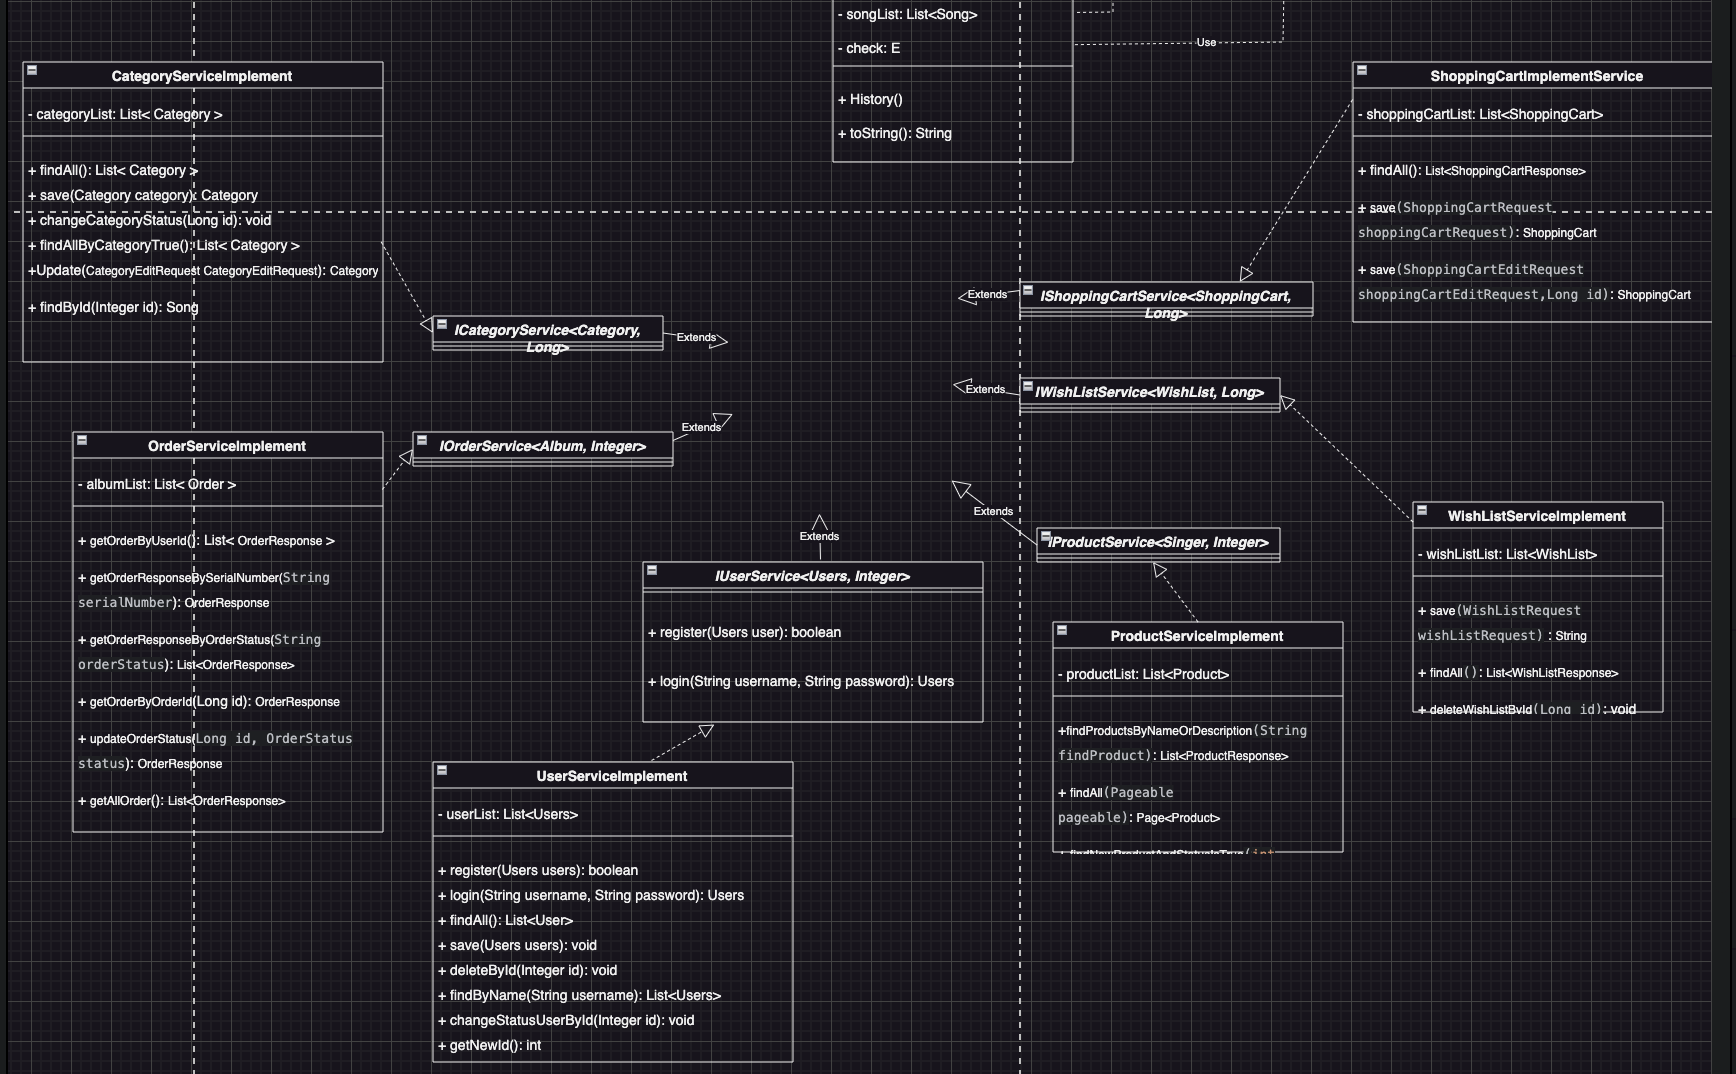 - songList: List<Song>
- check: E
Use
+ History()
+ toString(): String
CategoryServiceImplement
- categoryList: List< Category >
+ findAll(): List< Category >
+ save(Category category): Category
+ changeCategoryStatus(Long id): void
+ findAllByCategoryTrue(): List< Category >
+Update(CategoryEditRequest CategoryEditRequest): Category
+ findById(Integer id): Song
ShoppingCartImplementService
- shoppingCartList: List<ShoppingCart>
+ findAll(): List<ShoppingCartResponse>
+ save(ShoppingCartRequest
shoppingCartRequest): ShoppingCart
+ save(ShoppingCartEditRequest
shoppingCartEditRequest,Long id): ShoppingCart
Extends
IShoppingCartService<ShoppingCart,
Long>
ICategoryService<Category,
Long>
Extends
Extends
IWishListService<WishList, Long>
Extends
IOrderService<Album, Integer>
OrderServiceImplement
- albumList: List< Order >
+ getOrderByUserId(): List< OrderResponse >
+ getOrderResponseBySerialNumber(String
serialNumber): OrderResponse
+ getOrderResponseByOrderStatus(String
orderStatus): List<OrderResponse>
+ getOrderByOrderId(Long id): OrderResponse
+ updateOrderStatus(Long id, OrderStatus
status): OrderResponse
+ getAllOrder(): List<OrderResponse>
Extends
IUserService<Users, Integer>
+ register(Users user): boolean
+ login(String username, String password): Users
Extends
IProductService<Singer, Integer>
WishListServiceImplement
- wishListList: List<WishList>
+ save(WishListRequest
wishListRequest) : String
+ findAll(): List<WishListResponse>
+ deleteWishListById(Long id): void
ProductServiceImplement
- productList: List<Product>
+findProductsByNameOrDescription(String
findProduct): List<ProductResponse>
+ findAll(Pageable
pageable): Page<Product>
+ findNewProductAndStatusIsTrue(int
UserServiceImplement
- userList: List<Users>
+ register(Users users): boolean
+ login(String username, String password): Users
+ findAll(): List<User>
+ save(Users users): void
+ deleteById(Integer id): void
+ findByName(String username): List<Users>
+ changeStatusUserById(Integer id): void
+ getNewId(): int